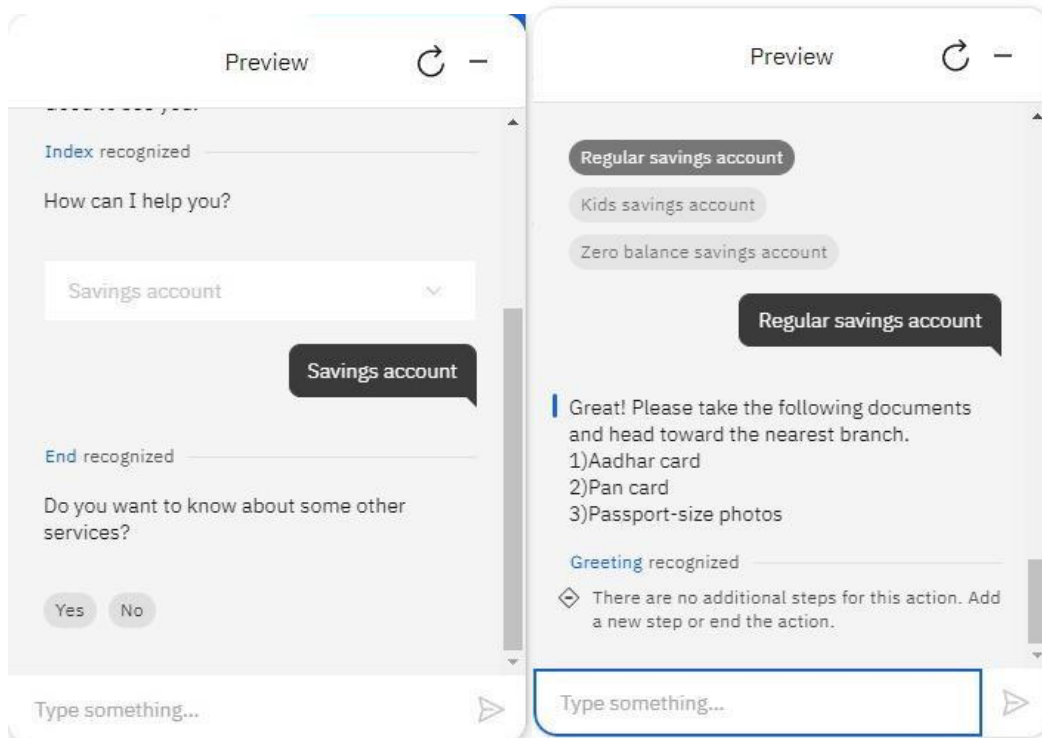 Preview
Index recognized
How can I help you?
Savings account
Savings account
End recognized
Do you want to know about some other
services?
Yes No
Type something...
Preview
Regular savings account
Kids savings account
Zero balance savings account
Regular savings account
Great! Please take the following documents
and head toward the nearest branch.
1)Aadhar card
2)Pan card
3)Passport-size photos
Greeting recognized
There are no additional steps for this action. Add
a new step or end the action.
Type something...